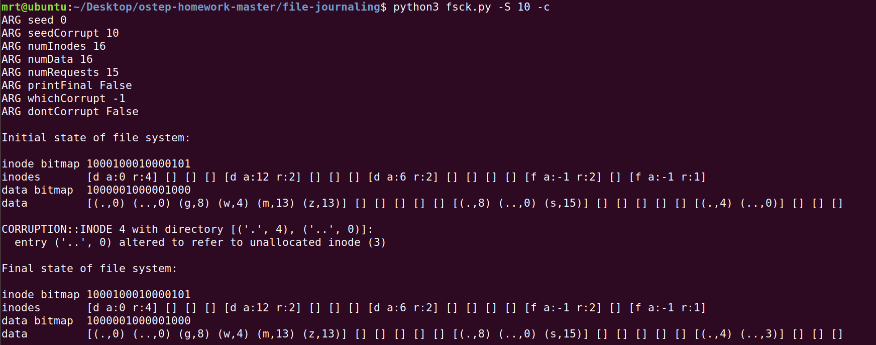 mrt@ubuntu:~/Desktop/ostep-homework-master/file-journaling$ python3 fsck.py -S 10 -c
ARG seed 0
ARG seedCorrupt 10
ARG numInodes 16
ARG numData 16
ARG numRequests 15
ARG printFinal False
ARG whichCorrupt -1
ARG dontCorrupt False
Initial state of file system:
inode bitmap 1000100010000101
inodes       [d a:0 r:4] [] [] [] [d a:12 r:2] [] [] [] [d a:6 r:2] [] [] [] [] [f a:-1 r:2] [] [f a:-1 r:1]
data bitmap  1000001000001000
data         [(.,0) (..,0) (g,8) (w,4) (m,13) (z,13)] [] [] [] [] [] [(.,8) (..,0) (s,15)] [] [] [] [] [] [(.,4) (..,0)] [] [] []
CORRUPTION::INODE 4 with directory [('.', 4), ('..', 0)]:
  entry ('..', 0) altered to refer to unallocated inode (3)
Final state of file system:
inode bitmap 1000100010000101
inodes       [d a:0 r:4] [] [] [] [d a:12 r:2] [] [] [] [d a:6 r:2] [] [] [] [] [f a:-1 r:2] [] [f a:-1 r:1]
data bitmap  1000001000001000
data         [(.,0) (..,0) (g,8) (w,4) (m,13) (z,13)] [] [] [] [] [] [(.,8) (..,0) (s,15)] [] [] [] [] [] [(.,4) (..,3)] [] [] []